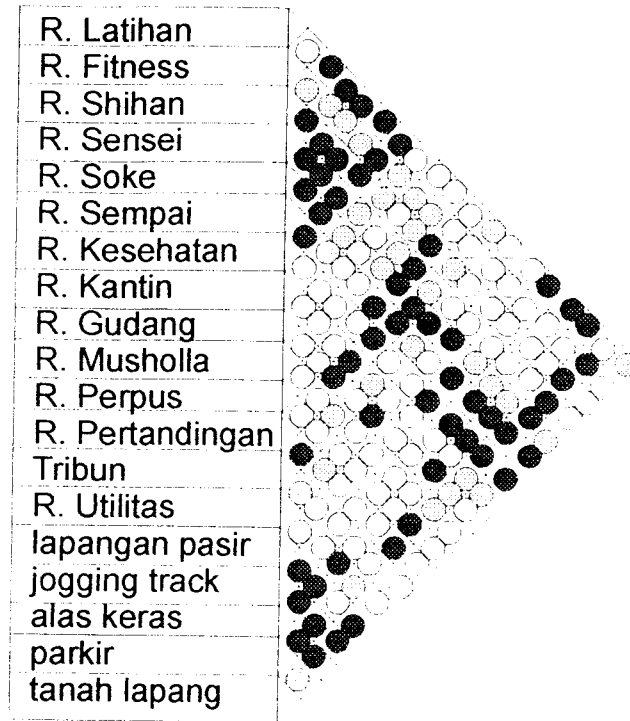 R. Latihan
R. Fitness
R. Shihan
R. Sensei
R. Soke
R. Sempai
R. Kesehatan
R. Kantin
R. Gudang
R. Musholla
R. Perpus
R. Pertandingan
Tribun
R. Utilitas
lapangan pasir
jogging track
alas keras
parkir
tanah lapang